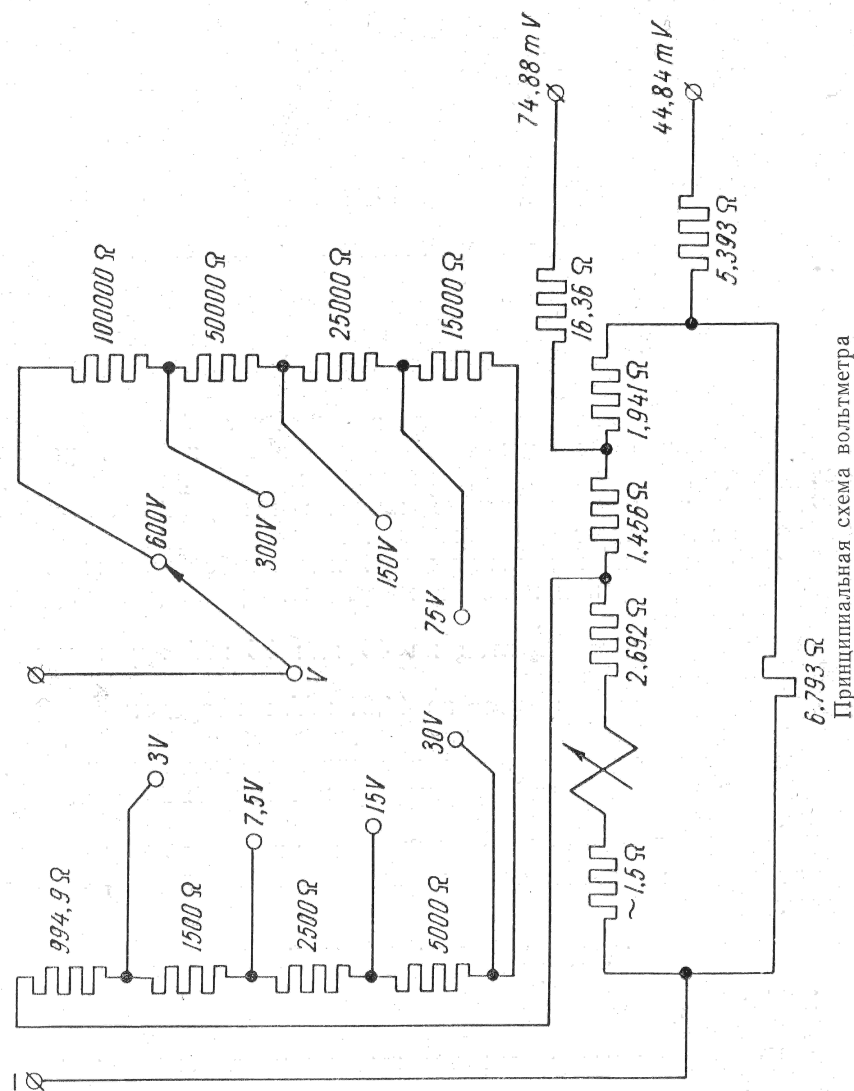 100000 Ω
50000 Ω
25000 Ω
15000 Ω
74.88 mV
44,84 mV
600V
300V
150V
75V
V
16.36 Ω
5,393 Ω
3V
7,5V
15V
30V
994,9 Ω
1500 Ω
2500 Ω
5000 Ω
~1.5 Ω
2.692 Ω
1.456 Ω
1,941 Ω
6.793 Ω
Принципиальная схема вольтметра